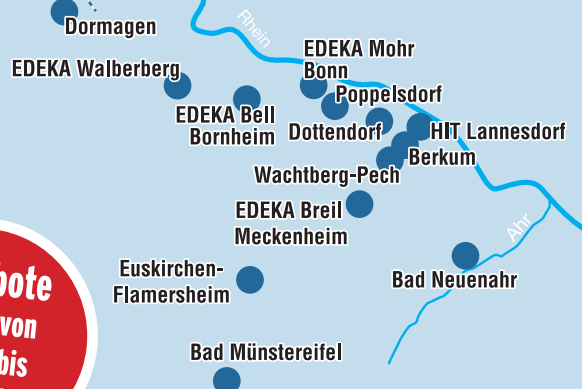 Dormagen
Rhein
EDEKA Mohr
Bonn
EDEKA Walberberg
Poppelsdorf
EDEKA Bell
Bornheim
Dottendorf
HIT Lannesdorf
Berkum
Wachtberg-Pech
EDEKA Breil
Meckenheim
Ahr
Euskirchen-
Flamersheim
Bad Neuenahr
bote
von
bis
Bad Münstereifel